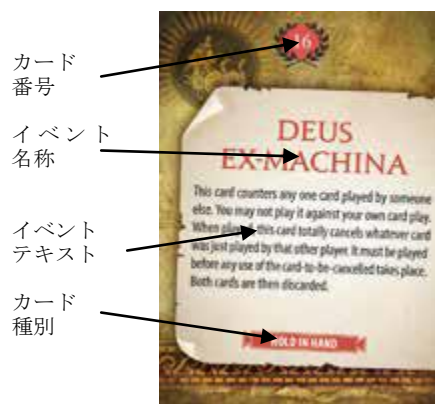 カード
番号
16
イベント
名称
DEUS
EX-MACHINA
This card counters any one card played by someone
else. You may not play it against your own card play.
When played this card totally cancels whatever card
was just played by that other player. It must be played
before any use of the card-to-be-cancelled takes place.
Both cards are then discarded.
イベント
テキスト
カード
種別
HOLD IN HAND